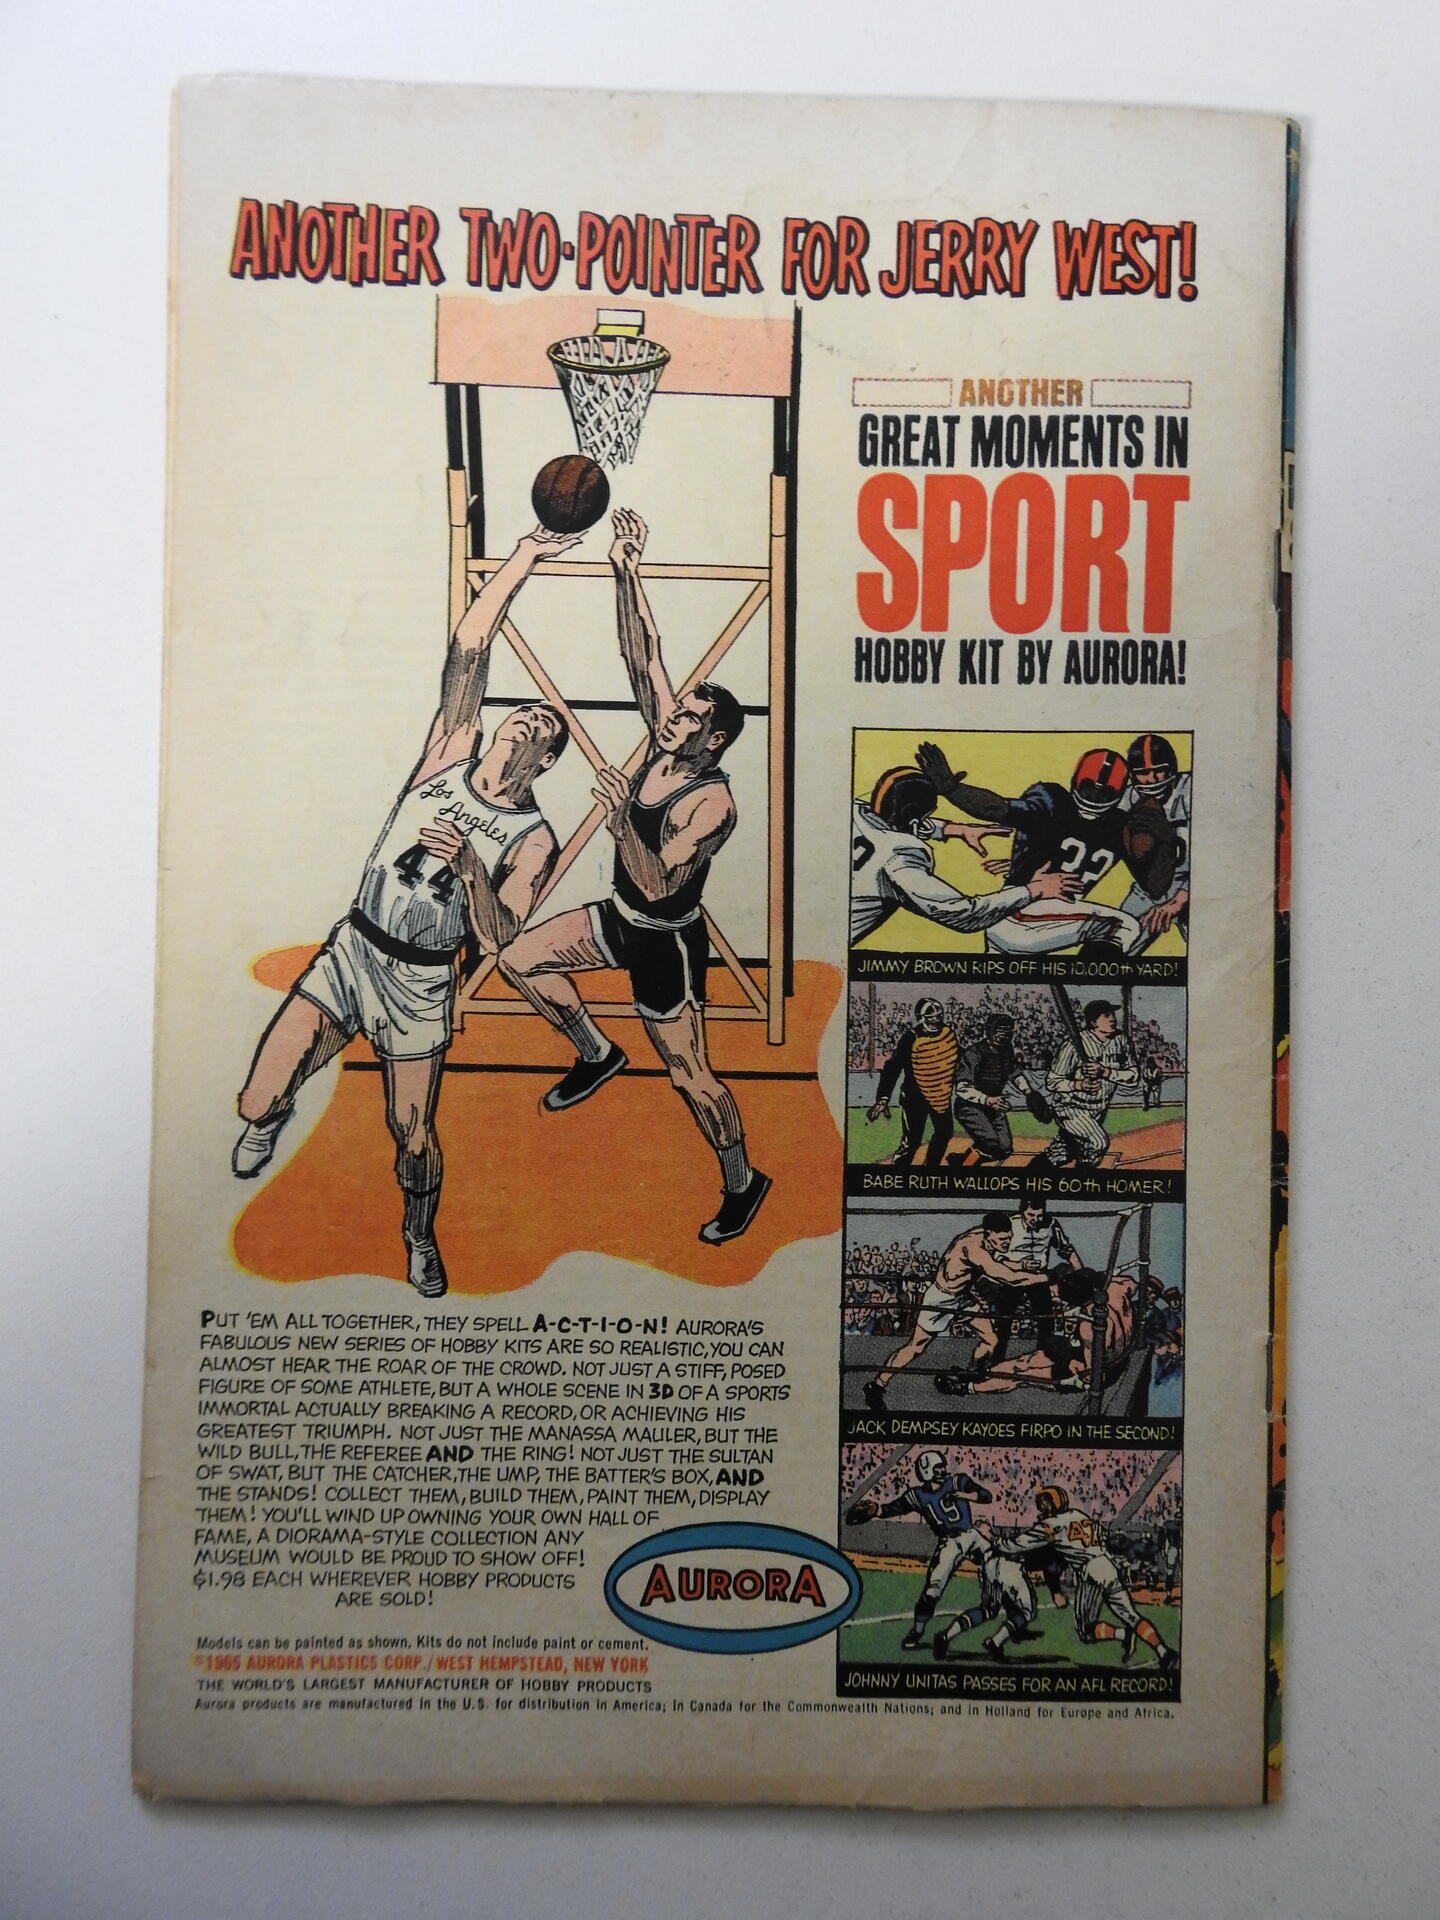 ANOTHER TWO-POINTER FOR JERRY WEST!
ANOTHER
GREAT MOMENTS IN
SPORT
HOBBY KIT BY AURORA!
Los
Angeles
44
32
JIMMY BROWN RIPS OFF HIS 10,000th YARD!
BABE RUTH WALLOPS HIS 60th HOMER!
JACK DEMPSEY KAYOES FIRPO IN THE SECOND!
19
47
JOHNNY UNITAS PASSES FOR AN AFL RECORD!
PUT 'EM ALL TOGETHER, THEY SPELL A-C-T-I-O-N! AURORA'S
FABULOUS NEW SERIES OF HOBBY KITS ARE SO REALISTIC, YOU CAN
ALMOST HEAR THE ROAR OF THE CROWD. NOT JUST A STIFF, POSED
FIGURE OF SOME ATHLETE, BUT A WHOLE SCENE IN 3D OF A SPORTS
IMMORTAL ACTUALLY BREAKING A RECORD, OR ACHIEVING HIS
GREATEST TRIUMPH. NOT JUST THE MANASSA MAULER, BUT THE
WILD BULL, THE REFEREE AND THE RING! NOT JUST THE SULTAN
OF SWAT, BUT THE CATCHER, THE UMP, THE BATTER'S BOX, AND
THE STANDS! COLLECT THEM, BUILD THEM, PAINT THEM, DISPLAY
THEM! YOU'LL WIND UP OWNING YOUR OWN HALL OF
FAME, A DIORAMA-STYLE COLLECTION ANY
MUSEUM WOULD BE PROUD TO SHOW OFF!
$1.98 EACH WHEREVER HOBBY PRODUCTS
ARE SOLD!
AURORA
Models can be painted as shown. Kits do not include paint or cement.
©1965 AURORA PLASTICS CORP./WEST HEMPSTEAD, NEW YORK
THE WORLD'S LARGEST MANUFACTURER OF HOBBY PRODUCTS
Aurora products are manufactured in the U.S. for distribution in America; in Canada for the Commonwealth Nations; and in Holland for Europe and Africa.